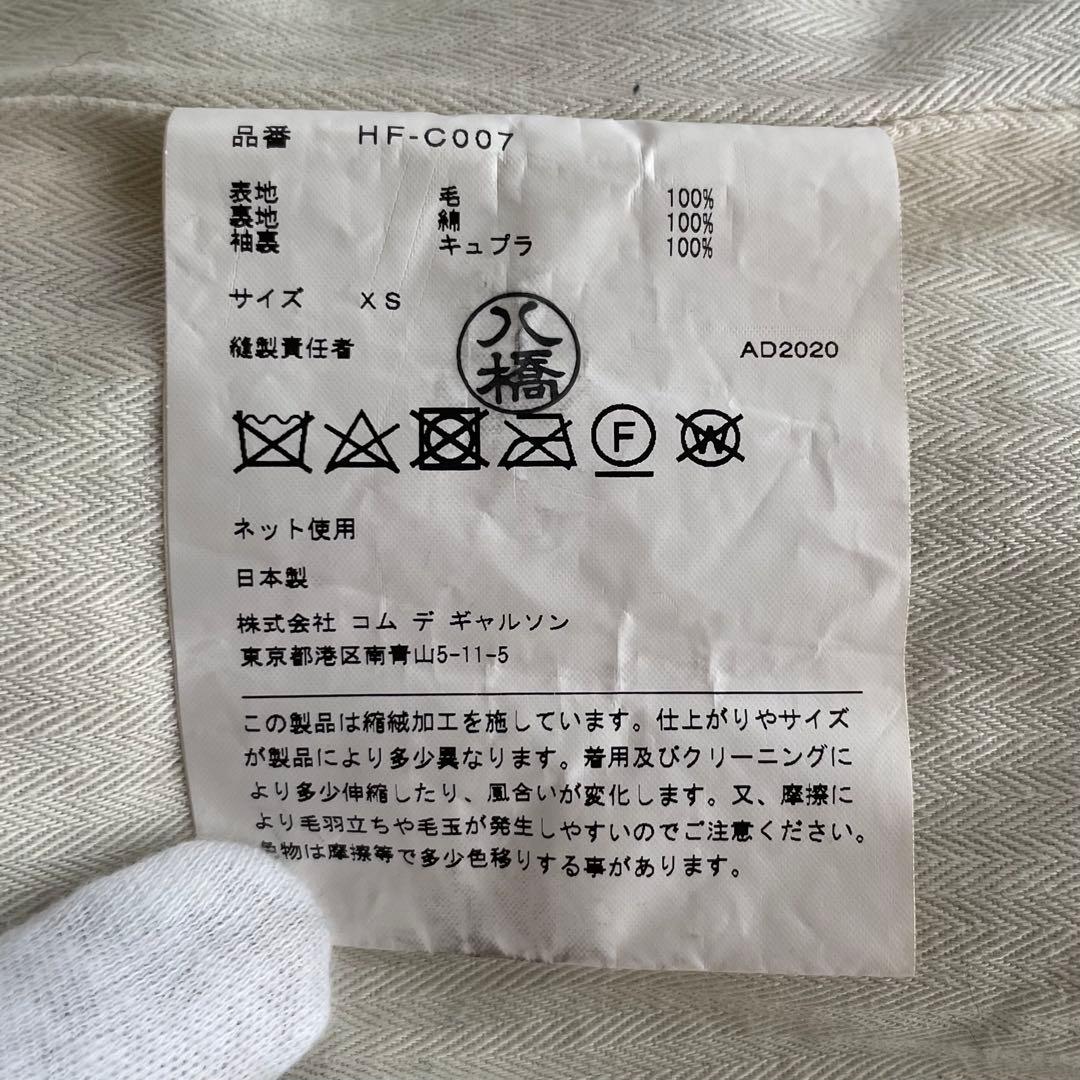 品番 HF-C007
表地 毛 100%
裏地 綿 100%
袖裏 キュプラ 100%
サイズ XS
八橋
縫製責任者 AD2020
F W
ネット使用
日本製
株式会社 コム デ ギャルソン
東京都港区南青山5-11-5
この製品は縮絨加工を施しています。仕上がりやサイズ
が製品により多少異なります。着用及びクリーニングに
より多少伸縮したり、風合いが変化します。又、摩擦に
より毛羽立ちや毛玉が発生しやすいのでご注意ください。
色物は摩擦等で多少色移りする事があります。